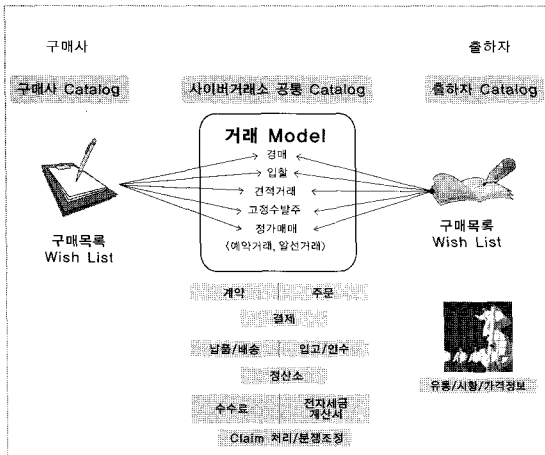 구매사
출하자
구매사 Catalog
사이버거래소 공통 Catalog
출하자 Catalog
거래 Model
경매
입찰
견적거래
고정수발주
정가매매
(예약거래, 알선거래)
구매목록
Wish List
구매목록
Wish List
계약
주문
결제
납품/배송
입고/인수
정산소
수수료
전자세금
계산서
Claim 처리/분쟁조정
유통/시황/가격정보